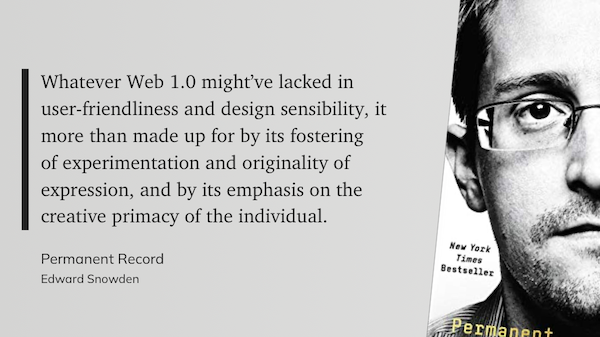 Whatever Web 1.0 might’ve lacked in
user-friendliness and design sensibility, it
more than made up for by its fostering
of experimentation and originality of
expression, and by its emphasis on the
creative primacy of the individual.
Permanent Record
Edward Snowden
New York
Times
Bestseller
Permanent